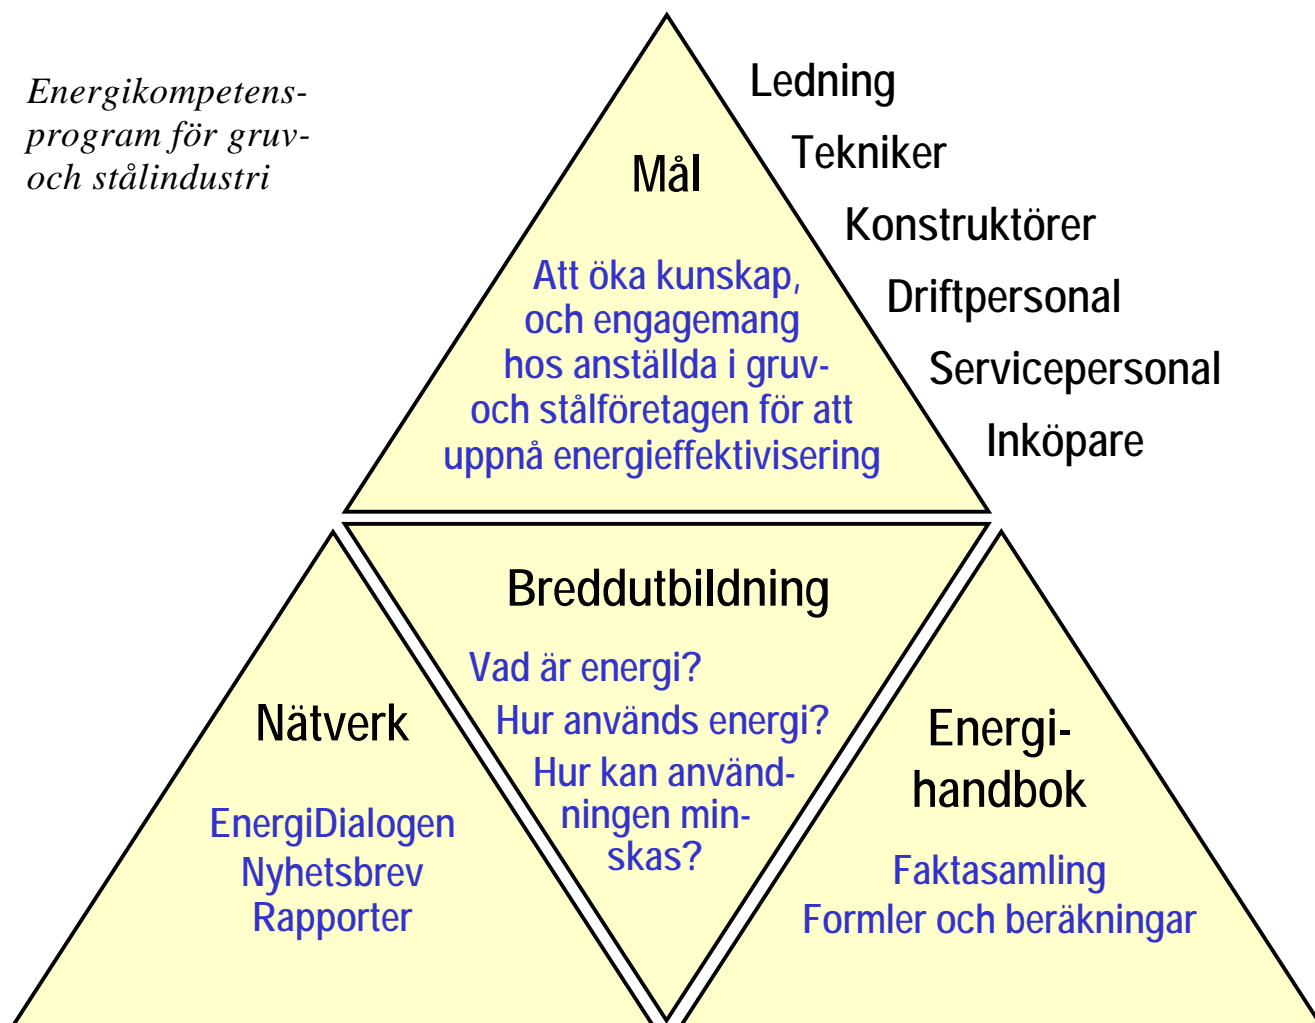 Energikompetens-
program för gruv-
och stålindustri
Ledning
Tekniker
Konstruktörer
Driftpersonal
Servicepersonal
Inköpare
Mål
Att öka kunskap,
och engagemang
hos anställda i gruv-
och stålföretagen för att
uppnå energieffektivisering
Breddutbildning
Vad är energi?
Hur används energi?
Hur kan använd-
ningen min-
skas?
Nätverk
EnergiDialogen
Nyhetsbrev
Rapporter
Energi-
handbok
Faktasamling
Formler och beräkningar